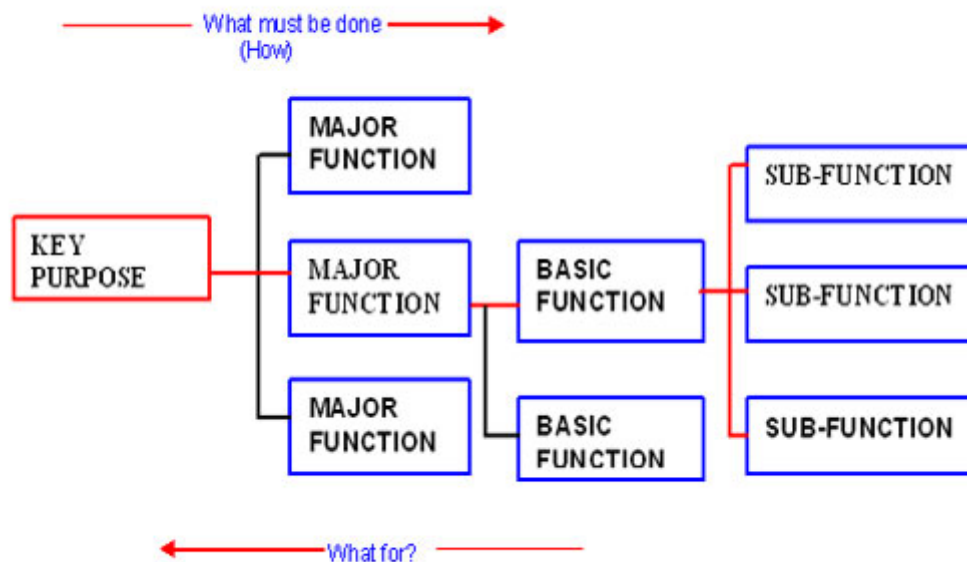 What must be done
(How)
MAJOR
FUNCTION
KEY
PURPOSE
MAJOR
FUNCTION
MAJOR
FUNCTION
BASIC
FUNCTION
BASIC
FUNCTION
SUB-FUNCTION
SUB-FUNCTION
SUB-FUNCTION
What for?